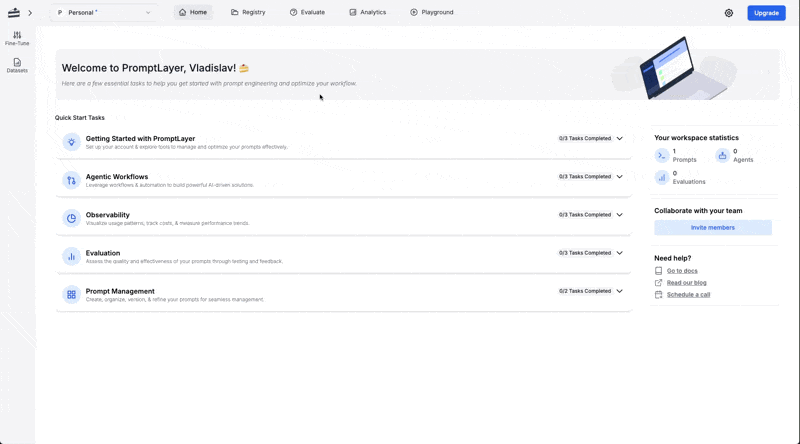 P Personal *
Home
Registry
Evaluate
Analytics
Playground
Upgrade
Fine-Tune
Datasets
Welcome to PromptLayer, Vladislav! 🍰
Here are a few essential tasks to help you get started with prompt engineering and optimize your workflow.
Quick Start Tasks
Getting Started with PromptLayer
Set up your account & explore tools to manage and optimize your prompts effectively.
0/3 Tasks Completed
Agentic Workflows
Leverage workflows & automation to build powerful AI-driven solutions.
0/3 Tasks Completed
Observability
Visualize usage patterns, track costs, & measure performance trends.
0/3 Tasks Completed
Evaluation
Assess the quality and effectiveness of your prompts through testing and feedback.
0/3 Tasks Completed
Prompt Management
Create, organize, version, & refine your prompts for seamless management.
0/2 Tasks Completed
Your workspace statistics
1
Prompts
0
Agents
0
Evaluations
Collaborate with your team
Invite members
Need help?
Go to docs
Read our blog
Schedule a call